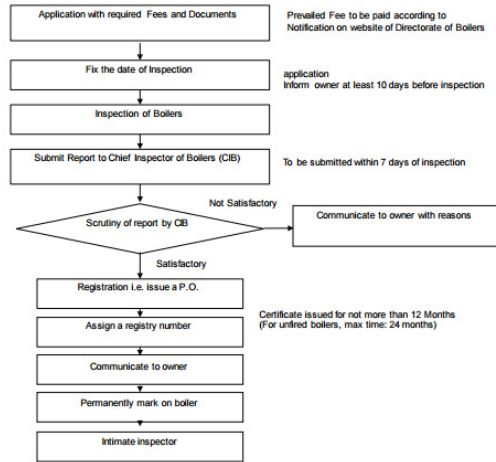 Application with required Fees and Documents
Prevailed Fee to be paid according to
Notification on website of Directorate of Boilers
Fix the date of Inspection
application
Inform owner at least 10 days before inspection
Inspection of Boilers
Submit Report to Chief Inspector of Boilers (CIB)
To be submitted within 7 days of inspection
Not Satisfactory
Scrutiny of report by CIB
Communicate to owner with reasons
Satisfactory
Registration i.e. issue a P.O.
Certificate issued for not more than 12 Months
(For unfired boilers, max time: 24 months)
Assign a registry number
Communicate to owner
Permanently mark on boiler
Intimate inspector